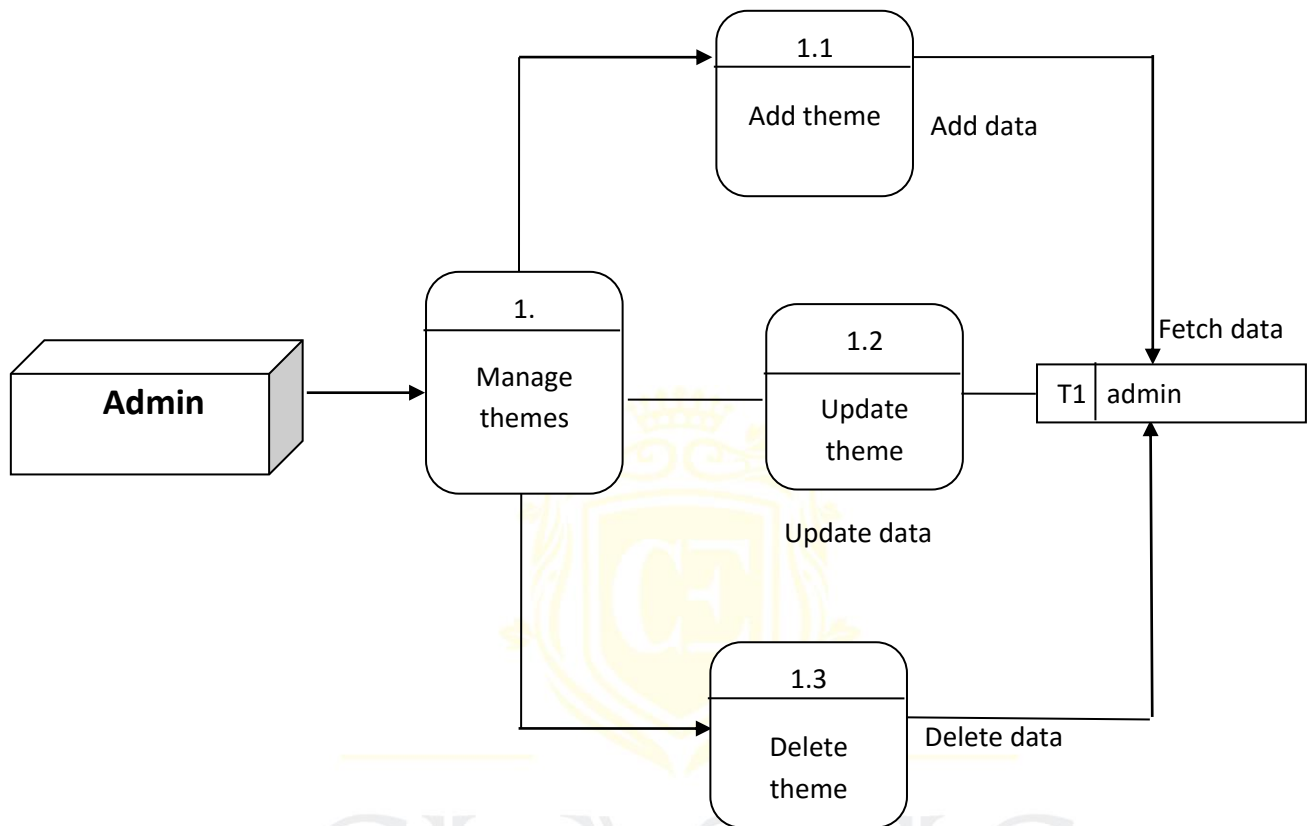 1.1
Add theme
Add data
1.
Manage
themes
Admin
1.2
Update
theme
Update data
Fetch data
T1 admin
1.3
Delete
theme
Delete data
CE